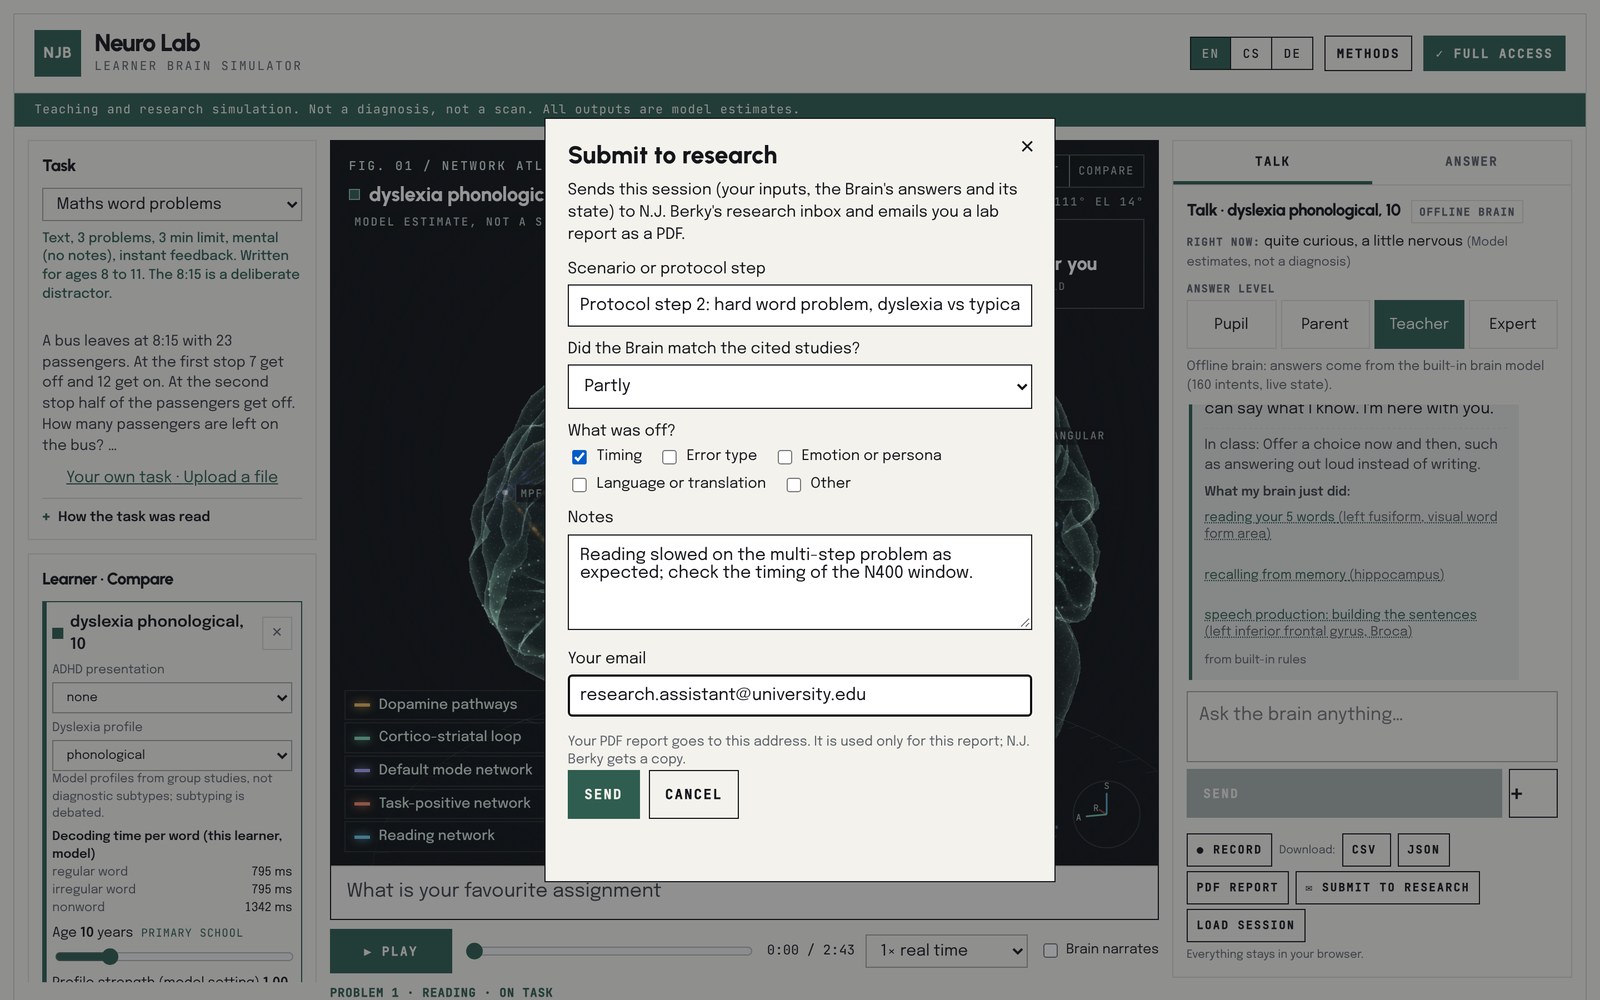 NJB
Neuro Lab
LEARNER BRAIN SIMULATOR
EN
CS
DE
METHODS
✓ FULL ACCESS
Teaching and research simulation. Not a diagnosis, not a scan. All outputs are model estimates.
Task
Maths word problems
Text, 3 problems, 3 min limit, mental
(no notes), instant feedback. Written
for ages 8 to 11. The 8:15 is a deliberate
distractor.
A bus leaves at 8:15 with 23
passengers. At the first stop 7 get
off and 12 get on. At the second
stop half of the passengers get off.
How many passengers are left on
the bus? …
Your own task · Upload a file
+ How the task was read
Learner · Compare
dyslexia phonological,
10
×
ADHD presentation
none
Dyslexia profile
phonological
Model profiles from group studies, not
diagnostic subtypes; subtyping is
debated.
Decoding time per word (this learner,
model)
regular word 795 ms
irregular word 795 ms
nonword 1342 ms
Age 10 years PRIMARY SCHOOL
Profile strength (model setting) 1.00
FIG. 01 / NETWORK ATL
dyslexia phonologic
MODEL ESTIMATE, NOT A S
COMPARE
111° EL 14°
r you
MPF
ANGULAR
Dopamine pathways
Cortico-striatal loop
Default mode network
Task-positive network
Reading network
S
R
A
What is your favourite assignment
▶ PLAY
0:00 / 2:43
1× real time
Brain narrates
PROBLEM 1 · READING · ON TASK
Submit to research
×
Sends this session (your inputs, the Brain's answers and its
state) to N.J. Berky's research inbox and emails you a lab
report as a PDF.
Scenario or protocol step
Protocol step 2: hard word problem, dyslexia vs typica
Did the Brain match the cited studies?
Partly
What was off?
Timing
Error type
Emotion or persona
Language or translation
Other
Notes
Reading slowed on the multi-step problem as
expected; check the timing of the N400 window.
Your email
research.assistant@university.edu
Your PDF report goes to this address. It is used only for this report; N.J.
Berky gets a copy.
SEND
CANCEL
TALK
ANSWER
Talk · dyslexia phonological, 10
OFFLINE BRAIN
RIGHT NOW: quite curious, a little nervous (Model
estimates, not a diagnosis)
ANSWER LEVEL
Pupil
Parent
Teacher
Expert
Offline brain: answers come from the built-in brain model
(160 intents, live state).
can say what I know. I'm here with you.
In class: Offer a choice now and then, such
as answering out loud instead of writing.
What my brain just did:
reading your 5 words (left fusiform, visual word
form area)
recalling from memory (hippocampus)
speech production: building the sentences
(left inferior frontal gyrus, Broca)
from built-in rules
Ask the brain anything…
SEND
+
● RECORD
Download:
CSV
JSON
PDF REPORT
✉ SUBMIT TO RESEARCH
LOAD SESSION
Everything stays in your browser.